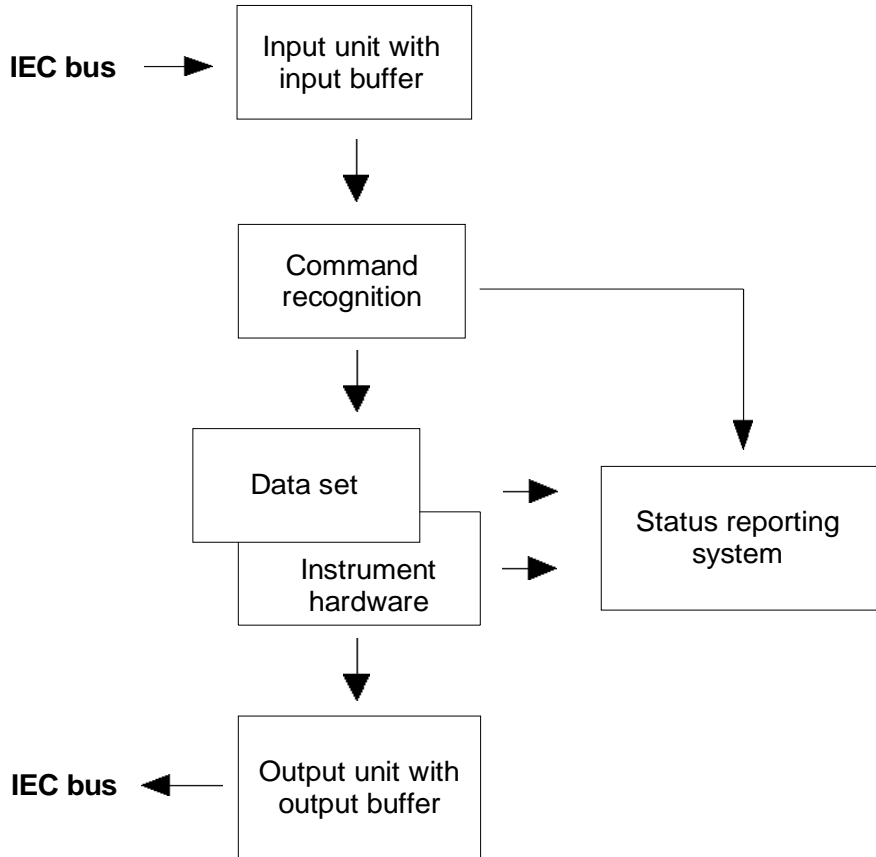 Input unit with
input buffer
IEC bus
Command
recognition
Data set
Status reporting
system
Instrument
hardware
Output unit with
output buffer
IEC bus